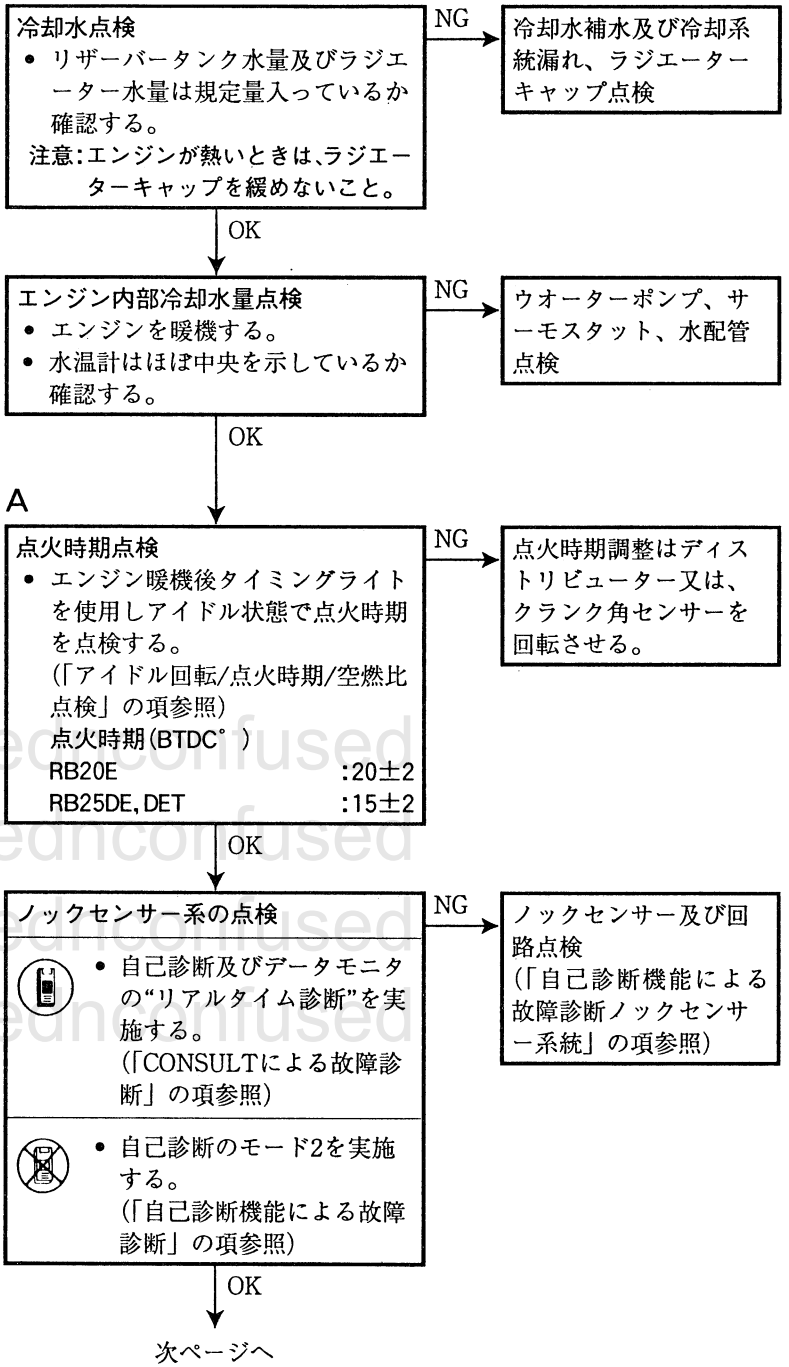 冷却水点検
● リザーバータンク水量及びラジエ
ーター水量は規定量入っているか
確認する。
注意:エンジンが熱いときは、ラジエー
ターキャップを緩めないこと。
NG
冷却水補水及び冷却系
統漏れ、ラジエーター
キャップ点検
OK
エンジン内部冷却水量点検
● エンジンを暖機する。
● 水温計はほぼ中央を示しているか
確認する。
NG
ウオーターポンプ、サ
ーモスタット、水配管
点検
OK
A
点火時期点検
● エンジン暖機後タイミングライト
を使用しアイドル状態で点火時期
を点検する。
(「アイドル回転/点火時期/空燃比
点検」の項参照)
点火時期(BTDC°)
RB20E :20±2
RB25DE, DET :15±2
NG
点火時期調整はディス
トリビューター又は、
クランク角センサーを
回転させる。
OK
ノックセンサー系の点検
● 自己診断及びデータモニタ
の“リアルタイム診断”を実
施する。
(「CONSULTによる故障診
断」の項参照)
● 自己診断のモード2を実施
する。
(「自己診断機能による故障
診断」の項参照)
NG
ノックセンサー及び回
路点検
(「自己診断機能による
故障診断ノックセンサ
ー系統」の項参照)
OK
次ページへ
ednconfused
ednconfused
ednconfused
ednconfused